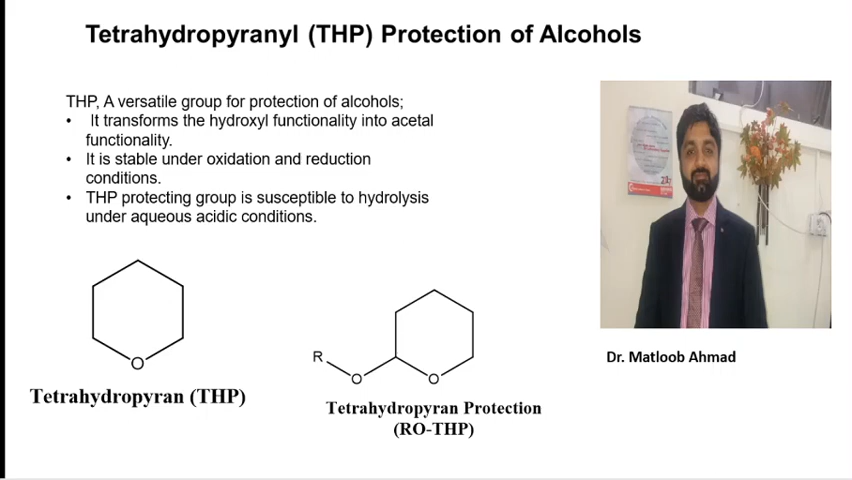 Tetrahydropyranyl (THP) Protection of Alcohols
THP, A versatile group for protection of alcohols;
• It transforms the hydroxyl functionality into acetal
functionality.
• It is stable under oxidation and reduction
conditions.
• THP protecting group is susceptible to hydrolysis
under aqueous acidic conditions.
O
Tetrahydropyran (THP)
R
O
O
Tetrahydropyran Protection
(RO-THP)
Dr. Matloob Ahmad